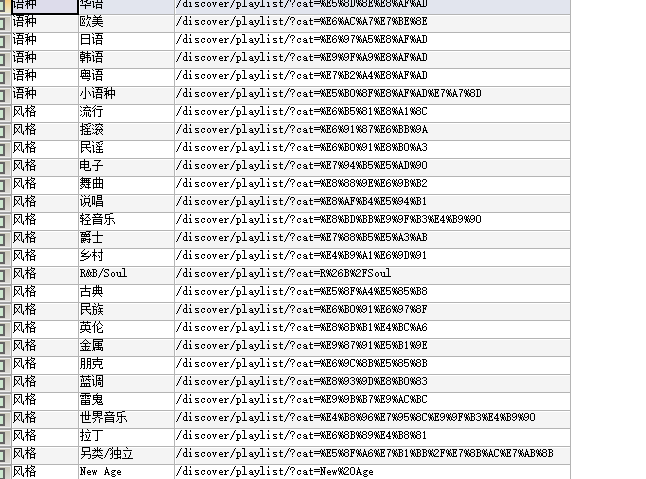 语种 华语 /discover/playlist/?cat=%E5%8D%8E%E8%AF%AD
语种 欧美 /discover/playlist/?cat=%E6%AC%A7%E7%BE%8E
语种 日语 /discover/playlist/?cat=%E6%97%A5%E8%AF%AD
语种 韩语 /discover/playlist/?cat=%E9%9F%A9%E8%AF%AD
语种 粤语 /discover/playlist/?cat=%E7%B2%A4%E8%AF%AD
语种 小语种 /discover/playlist/?cat=%E5%B0%8F%E8%AF%AD%E7%A7%8D
风格 流行 /discover/playlist/?cat=%E6%B5%81%E8%A1%8C
风格 摇滚 /discover/playlist/?cat=%E6%91%87%E6%BB%9A
风格 民谣 /discover/playlist/?cat=%E6%B0%91%E8%B0%A3
风格 电子 /discover/playlist/?cat=%E7%94%B5%E5%AD%90
风格 舞曲 /discover/playlist/?cat=%E8%88%9E%E6%9B%B2
风格 说唱 /discover/playlist/?cat=%E8%AF%B4%E5%94%B1
风格 轻音乐 /discover/playlist/?cat=%E8%BD%BB%E9%9F%B3%E4%B9%90
风格 爵士 /discover/playlist/?cat=%E7%88%B5%E5%A3%AB
风格 乡村 /discover/playlist/?cat=%E4%B9%A1%E6%9D%91
风格 R&B/Soul /discover/playlist/?cat=R%26B%2FSoul
风格 古典 /discover/playlist/?cat=%E5%8F%A4%E5%85%B8
风格 民族 /discover/playlist/?cat=%E6%B0%91%E6%97%8F
风格 英伦 /discover/playlist/?cat=%E8%8B%B1%E4%BC%A6
风格 金属 /discover/playlist/?cat=%E9%87%91%E5%B1%9E
风格 朋克 /discover/playlist/?cat=%E6%9C%8B%E5%85%8B
风格 蓝调 /discover/playlist/?cat=%E8%93%9D%E8%B0%83
风格 雷鬼 /discover/playlist/?cat=%E9%9B%B7%E9%AC%BC
风格 世界音乐 /discover/playlist/?cat=%E4%B8%96%E7%95%8C%E9%9F%B3%E4%B9%90
风格 拉丁 /discover/playlist/?cat=%E6%8B%89%E4%B8%81
风格 另类/独立 /discover/playlist/?cat=%E5%8F%A6%E7%B1%BB%2F%E7%8B%AC%E7%AB%8B
风格 New Age /discover/playlist/?cat=New%20Age